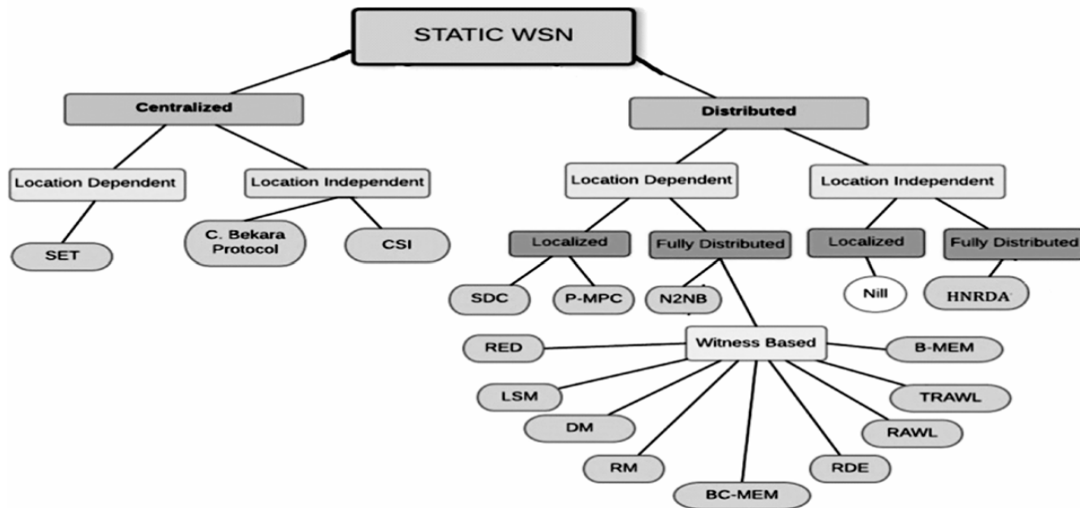 STATIC WSN
Centralized
Distributed
Location Dependent
Location Independent
Location Dependent
Location Independent
SET
C. Bekara
Protocol
CSI
Localized
Fully Distributed
Localized
Fully Distributed
SDC
P-MPC
N2NB
Nill
HNRDA
RED
Witness Based
B-MEM
LSM
TRAWL
DM
RAWL
RM
RDE
BC-MEM